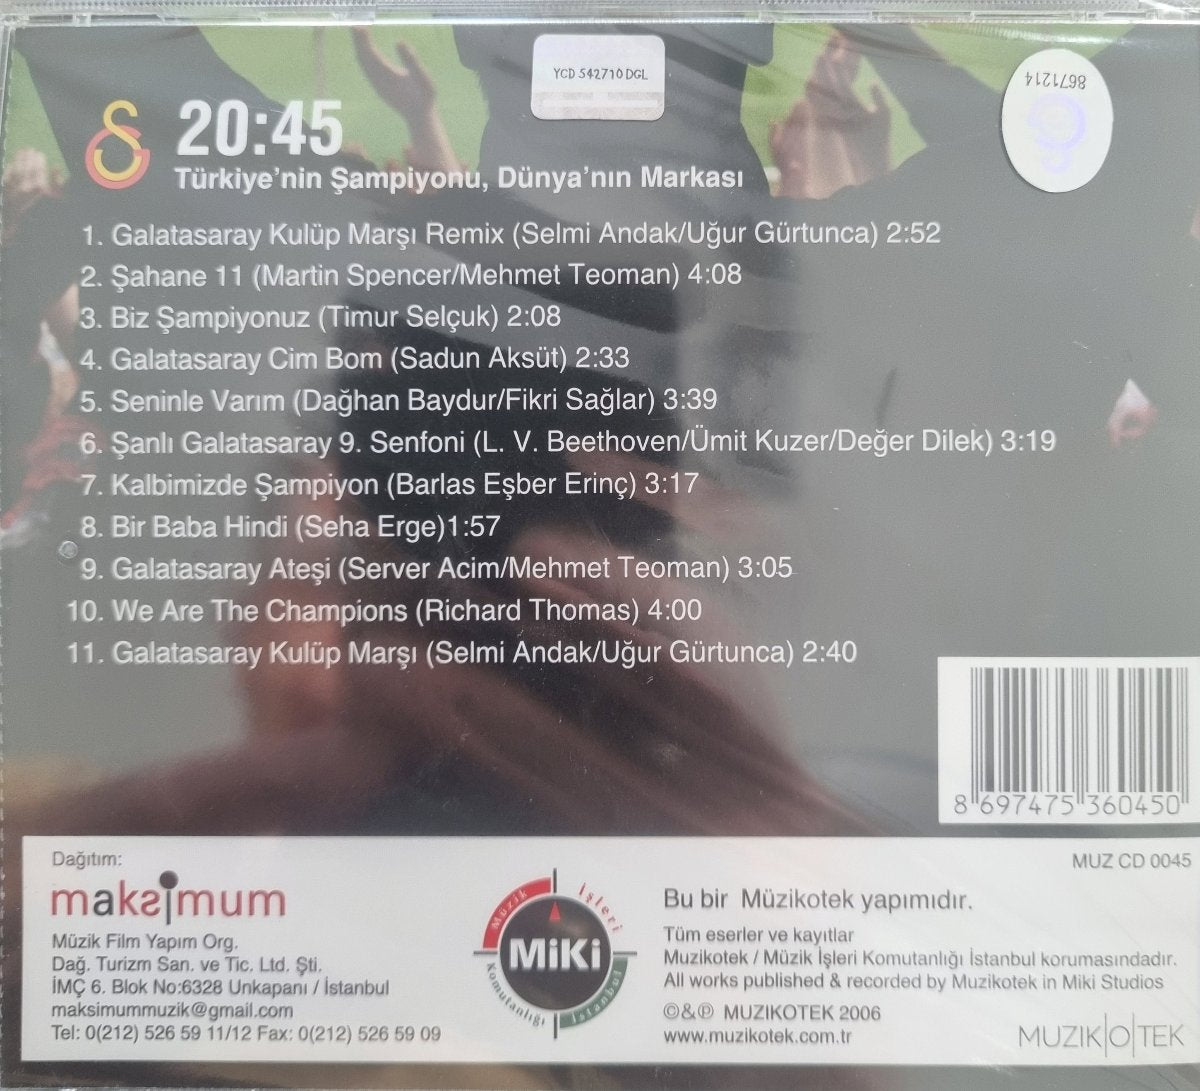 YCD 542710 DGL
8671214
20:45
Türkiye'nin Şampiyonu, Dünya'nın Markası
1. Galatasaray Kulüp Marşı Remix (Selmi Andak/Uğur Gürtunca) 2:52
2. Şahane 11 (Martin Spencer/Mehmet Teoman) 4:08
3. Biz Şampiyonuz (Timur Selçuk) 2:08
4. Galatasaray Cim Bom (Sadun Aksüt) 2:33
5. Seninle Varım (Dağhan Baydur/Fikri Sağlar) 3:39
6. Şanlı Galatasaray 9. Senfoni (L. V. Beethoven/Ümit Kuzer/Değer Dilek) 3:19
7. Kalbimizde Şampiyon (Barlas Eşber Erinç) 3:17
8. Bir Baba Hindi (Seha Erge)1:57
9. Galatasaray Ateşi (Server Acim/Mehmet Teoman) 3:05
10. We Are The Champions (Richard Thomas) 4:00
11. Galatasaray Kulüp Marşı (Selmi Andak/Uğur Gürtunca) 2:40
8 697475 360450
MUZ CD 0045
Dağıtım:
maksimum
Müzik Film Yapım Org.
Dağ. Turizm San. ve Tic. Ltd. Şti.
İMÇ 6. Blok No:6328 Unkapanı / İstanbul
maksimummuzik@gmail.com
Tel: 0(212) 526 59 11/12 Fax: 0(212) 526 59 09
Müzik İşleri
MiKi
Komutanlığı İstanbul
Bu bir Müzikotek yapımıdır.
Tüm eserler ve kayıtlar
Muzikotek / Müzik İşleri Komutanlığı İstanbul korumasındadır.
All works published & recorded by Muzikotek in Miki Studios
©&℗ MUZIKOTEK 2006
www.muzikotek.com.tr
MUZIK|O|TEK